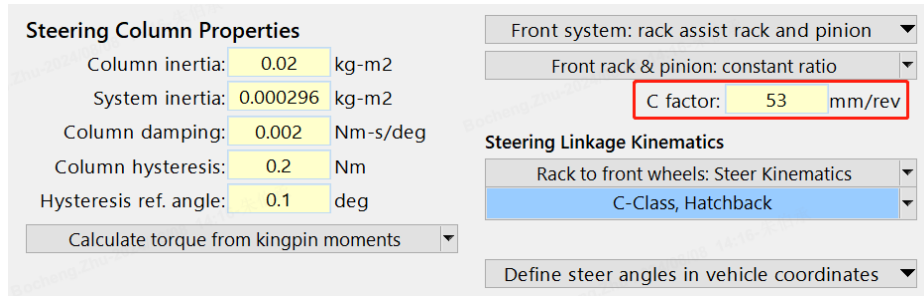 Steering Column Properties
Column inertia: 0.02 kg-m2
System inertia: 0.000296 kg-m2
Column damping: 0.002 Nm-s/deg
Column hysteresis: 0.2 Nm
Hysteresis ref. angle: 0.1 deg
Calculate torque from kingpin moments
Front system: rack assist rack and pinion
Front rack & pinion: constant ratio
C factor: 53 mm/rev
Steering Linkage Kinematics
Rack to front wheels: Steer Kinematics
C-Class, Hatchback
Define steer angles in vehicle coordinates